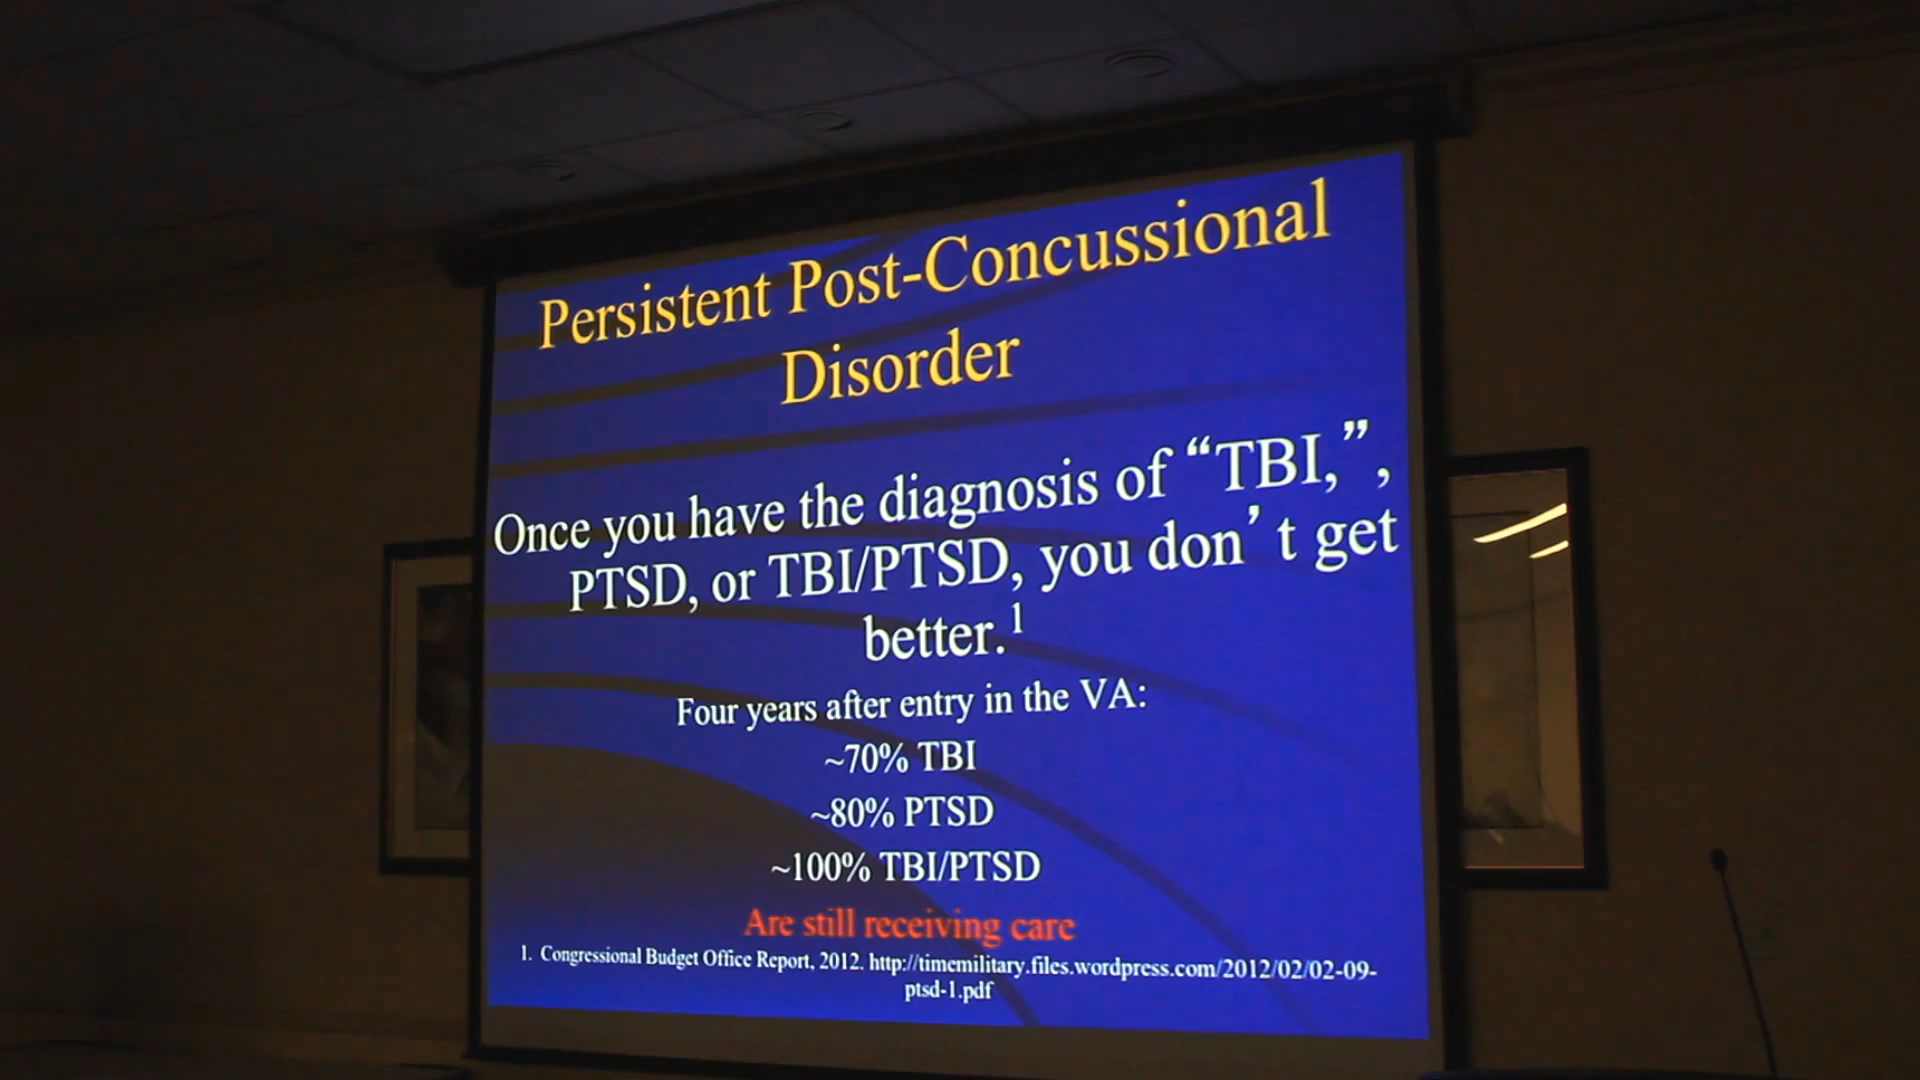 Persistent Post-Concussional
Disorder
Once you have the diagnosis of “TBI,”,
PTSD, or TBI/PTSD, you don’t get
better.1
Four years after entry in the VA:
~70% TBI
~80% PTSD
~100% TBI/PTSD
Are still receiving care
1. Congressional Budget Office Report, 2012. http://timemilitary.files.wordpress.com/2012/02/02-09-
ptsd-1.pdf